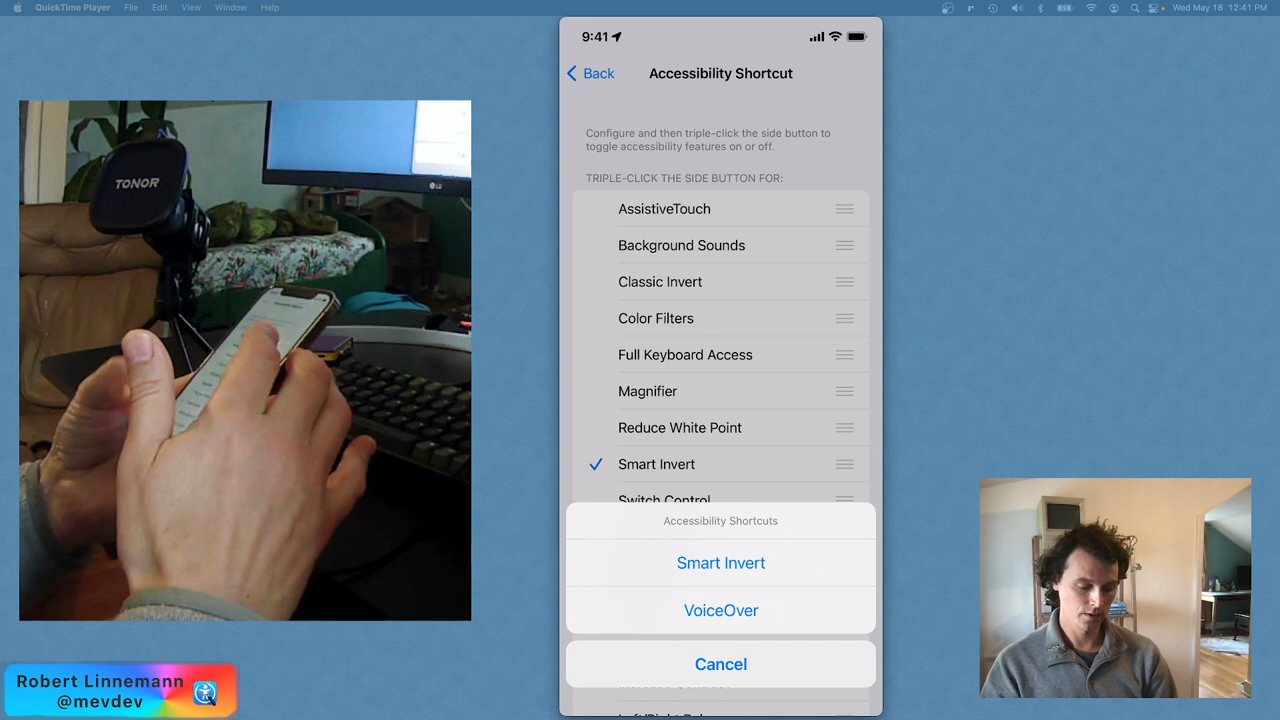 QuickTime Player File Edit View Window Help
Wed May 18 12:41 PM
9:41
Back
Accessibility Shortcut
Configure and then triple-click the side button to
toggle accessibility features on or off.
TRIPLE-CLICK THE SIDE BUTTON FOR:
AssistiveTouch
Background Sounds
Classic Invert
Color Filters
Full Keyboard Access
Magnifier
Reduce White Point
Smart Invert
Switch Control
Accessibility Shortcuts
Smart Invert
VoiceOver
Cancel
TONOR
LG
Robert Linnemann
@mevdev